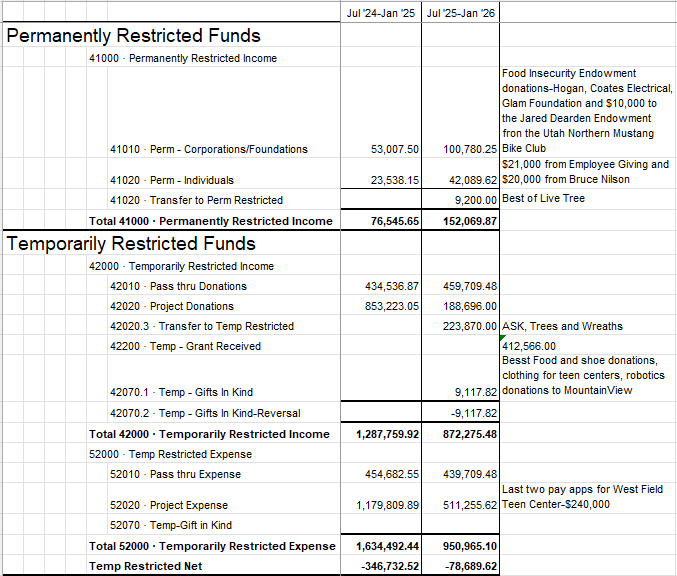 Jul '24-Jan '25 Jul '25-Jan '26
Permanently Restricted Funds
41000 · Permanently Restricted Income
Food Insecurity Endowment
donations-Hogan, Coates Electrical,
Glam Foundation and $10,000 to
the Jared Dearden Endowment
fron the Utah Northern Mustang
41010 · Perm - Corporations/Foundations 53,007.50 100,780.25 Bike Club
$21,000 from Employee Giving and
41020 · Perm - Individuals 23,538.15 42,089.62 $20,000 from Bruce Nilson
41020 · Transfer to Perm Restricted 9,200.00 Best of Live Tree
Total 41000 · Permanently Restricted Income 76,545.65 152,069.87
Temporarily Restricted Funds
42000 · Temporarily Restricted Income
42010 · Pass thru Donations 434,536.87 459,709.48
42020 · Project Donations 853,223.05 188,696.00
42020.3 · Transfer to Temp Restricted 223,870.00 ASK, Trees and Wreaths
42200 · Temp - Grant Received 412,566.00
Besst Food and shoe donations,
clothing for teen centers, robotics
42070.1 · Temp - Gifts In Kind 9,117.82 donations to MountainView
42070.2 · Temp - Gifts In Kind-Reversal -9,117.82
Total 42000 · Temporarily Restricted Income 1,287,759.92 872,275.48
52000 · Temp Restricted Expense
52010 · Pass thru Expense 454,682.55 439,709.48
Last two pay apps for West Field
52020 · Project Expense 1,179,809.89 511,255.62 Teen Center-$240,000
52070 · Temp-Gift in Kind
Total 52000 · Temporarily Restricted Expense 1,634,492.44 950,965.10
Temp Restricted Net -346,732.52 -78,689.62